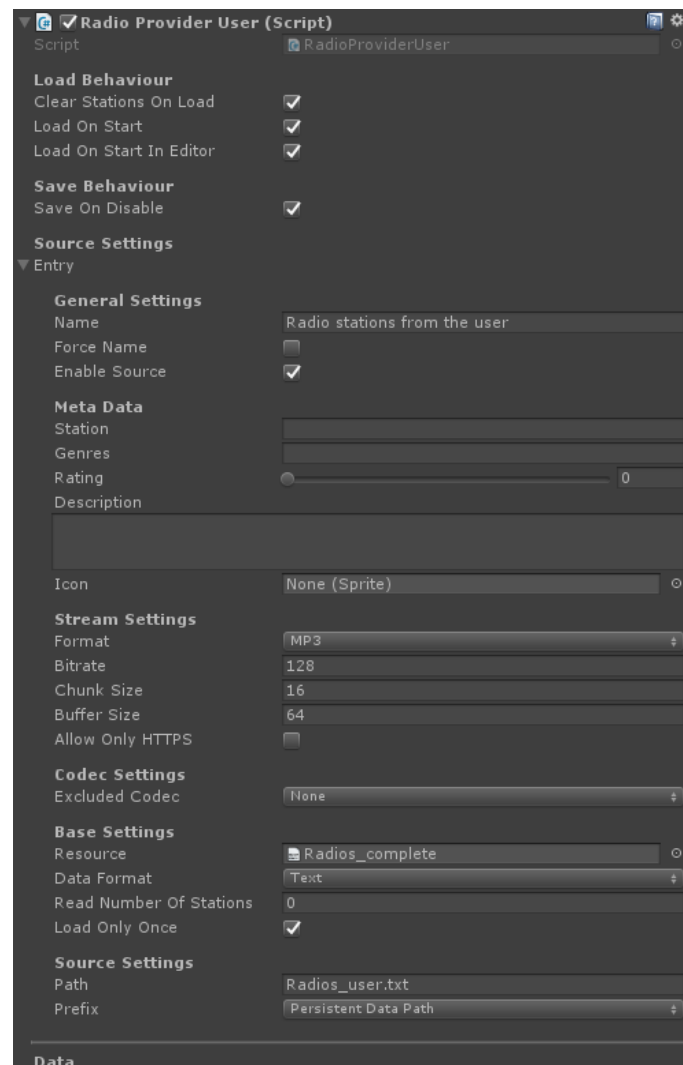 Radio Provider User (Script)
Script RadioProviderUser
Load Behaviour
Clear Stations On Load
Load On Start
Load On Start In Editor
Save Behaviour
Save On Disable
Source Settings
Entry
General Settings
Name Radio stations from the user
Force Name
Enable Source
Meta Data
Station
Genres
Rating 0
Description
Icon None (Sprite)
Stream Settings
Format MP3
Bitrate 128
Chunk Size 16
Buffer Size 64
Allow Only HTTPS
Codec Settings
Excluded Codec None
Base Settings
Resource Radios_complete
Data Format Text
Read Number Of Stations 0
Load Only Once
Source Settings
Path Radios_user.txt
Prefix Persistent Data Path
Data